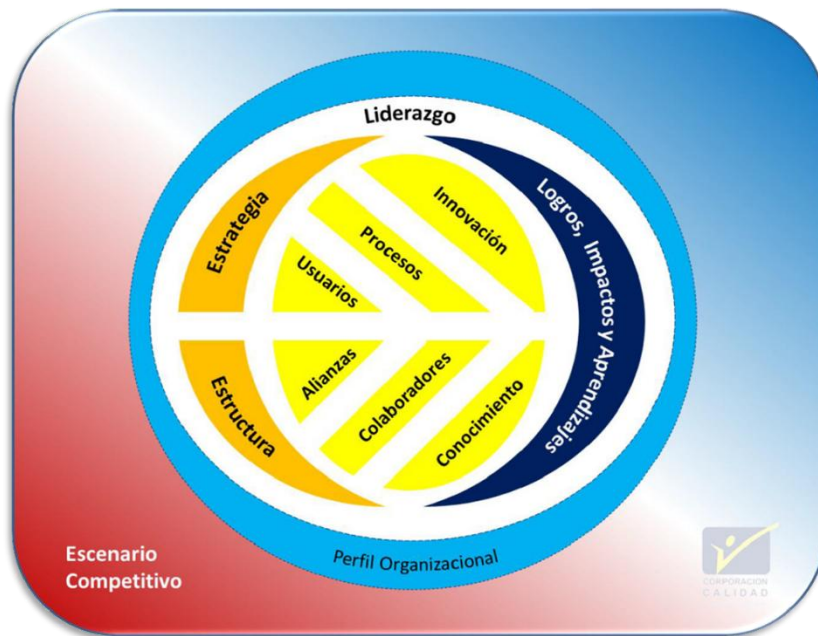 Liderazgo
Estrategia
Innovación
Procesos
Usuarios
Logros, Impactos y Aprendizajes
Estructura
Alianzas
Colaboradores
Conocimiento
Perfil Organizacional
Escenario
Competitivo
CORPORACION
CALIDAD